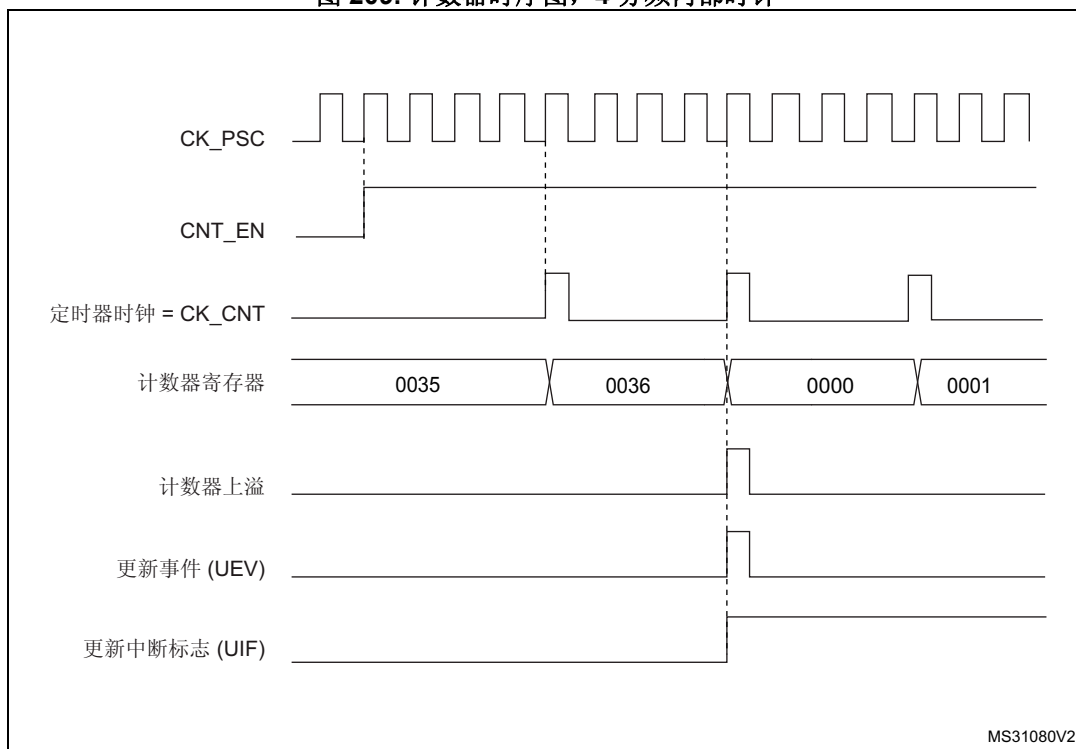 CK_PSC
CNT_EN
定时器时钟 = CK_CNT
计数器寄存器 0035 0036 0000 0001
计数器上溢
更新事件 (UEV)
更新中断标志 (UIF)
MS31080V2